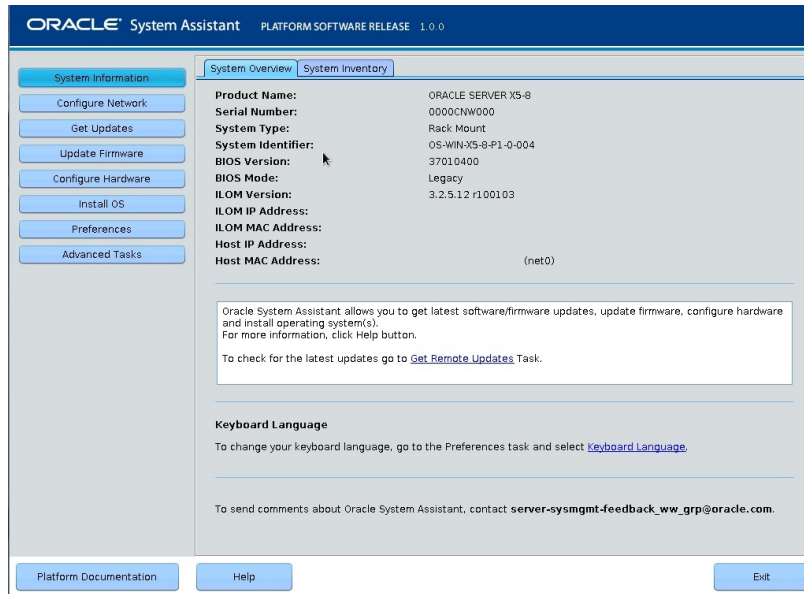 ORACLE System Assistant PLATFORM SOFTWARE RELEASE 1.0.0
System Information
Configure Network
Get Updates
Update Firmware
Configure Hardware
Install OS
Preferences
Advanced Tasks
System Overview System Inventory
Product Name: ORACLE SERVER X5-8
Serial Number: 0000CNW000
System Type: Rack Mount
System Identifier: OS-WIN-X5-8-P1-0-004
BIOS Version: 37010400
BIOS Mode: Legacy
ILOM Version: 3.2.5.12 r100103
ILOM IP Address:
ILOM MAC Address:
Host IP Address:
Host MAC Address: (net0)
Oracle System Assistant allows you to get latest software/firmware updates, update firmware, configure hardware
and install operating system(s).
For more information, click Help button.
To check for the latest updates go to Get Remote Updates Task.
Keyboard Language
To change your keyboard language, go to the Preferences task and select Keyboard Language.
To send comments about Oracle System Assistant, contact server-sysmgmt-feedback_ww_grp@oracle.com.
Platform Documentation Help Exit